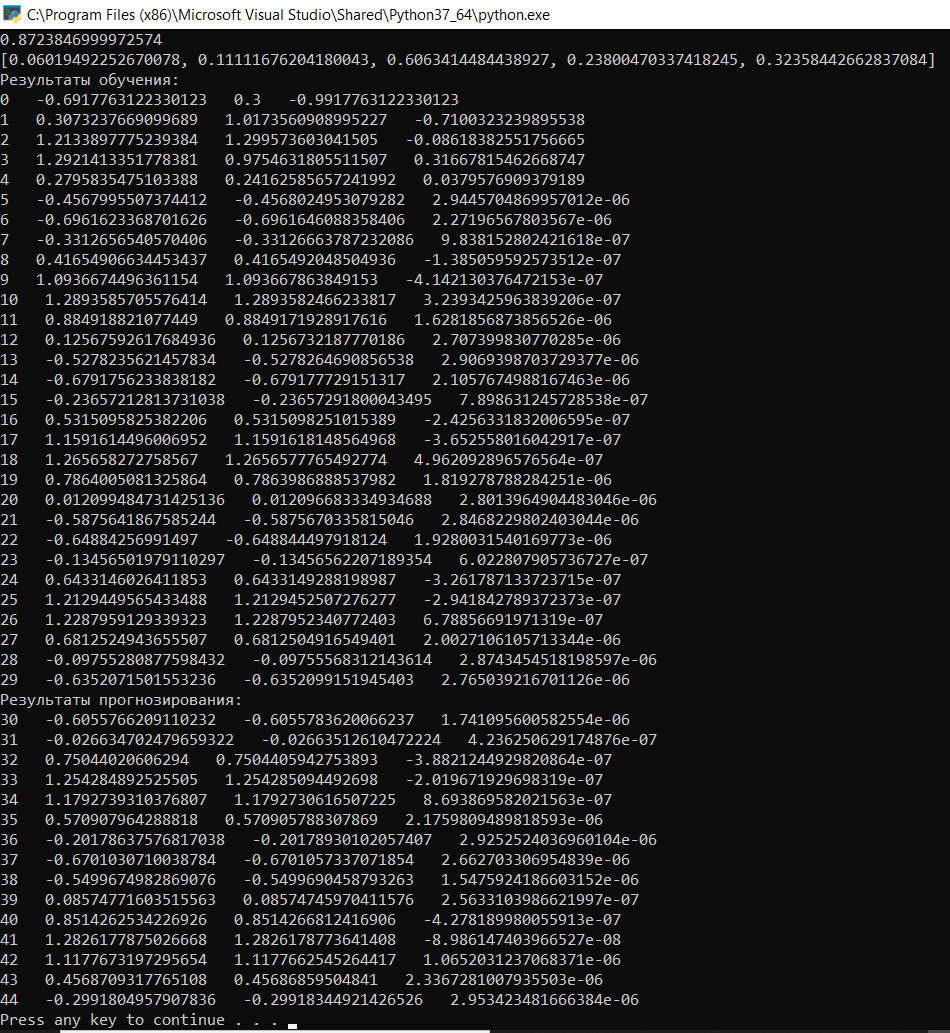 C:\Program Files (x86)\Microsoft Visual Studio\Shared\Python37_64\python.exe
0.8723846999972574
[0.06019492252670078, 0.11111676204180043, 0.6063414484438927, 0.23800470337418245, 0.32358442662837084]
Результаты обучения:
0 -0.6917763122330123 0.3 -0.9917763122330123
1 0.3073237669099689 1.0173560908995227 -0.7100323239895538
2 1.2133897775239384 1.299573603041505 -0.08618382551756665
3 1.2921413351778381 0.9754631805511507 0.31667815462668747
4 0.2795835475103388 0.24162585657241992 0.0379576909379189
5 -0.4567995507374412 -0.4568024953079282 2.9445704869957012e-06
6 -0.6961623368701626 -0.6961646088358406 2.27196567803567e-06
7 -0.3312656540570406 -0.33126663787232086 9.838152802421618e-07
8 0.41654906634453437 0.4165492048504936 -1.3850595592573512e-07
9 1.0936674496361154 1.093667863849153 -4.142130376472153e-07
10 1.2893585705576414 1.2893582466233817 3.2393425963839206e-07
11 0.884918821077449 0.8849171928917616 1.6281856873856526e-06
12 0.12567592617684936 0.1256732187770186 2.707399830770285e-06
13 -0.5278235621457834 -0.5278264690856538 2.9069398703729377e-06
14 -0.6791756233838182 -0.679177729151317 2.1057674988167463e-06
15 -0.23657212813731038 -0.23657291800043495 7.898631245728538e-07
16 0.5315095825382206 0.5315098251015389 -2.4256331832006595e-07
17 1.1591614496006952 1.1591618148564968 -3.652558016042917e-07
18 1.265658272758567 1.2656577765492774 4.962092896576564e-07
19 0.7864005081325864 0.7863986888537982 1.819278788284251e-06
20 0.012099484731425136 0.012096683334934688 2.8013964904483046e-06
21 -0.5875641867585244 -0.5875670335815046 2.8468229802403044e-06
22 -0.64884256991497 -0.648844497918124 1.9280031540169773e-06
23 -0.13456501979110297 -0.13456562207189354 6.0228079057367​27e-07
24 0.6433146026411853 0.6433149288198987 -3.261787133723715e-07
25 1.2129449565433488 1.2129452507276277 -2.941842789372373e-07
26 1.2287959129339323 1.2287952340772403 6.78856691971319e-07
27 0.6812524943655507 0.6812504916549401 2.0027106105713344e-06
28 -0.09755280877598432 -0.09755568312143614 2.8743454518198597e-06
29 -0.6352071501553236 -0.6352099151945403 2.765039216701126e-06
Результаты прогнозирования:
30 -0.6055766209110232 -0.6055783620066237 1.741095600582554e-06
31 -0.026634702479659322 -0.02663512610472224 4.236250629174876e-07
32 0.75044020606294 0.7504405942753893 -3.8821244929820864e-07
33 1.254284892525505 1.254285094492698 -2.019671929698319e-07
34 1.1792739310376807 1.1792730616507225 8.693869582021563e-07
35 0.570907964288818 0.570905788307869 2.1759809489818593e-06
36 -0.20178637576817038 -0.20178930102057407 2.9252524036960104e-06
37 -0.6701030710038784 -0.6701057337071854 2.662703306954839e-06
38 -0.5499674982869076 -0.5499690458793263 1.5475924186603152e-06
39 0.08574771603515563 0.08574745970411576 2.5633103986621997e-07
40 0.8514262534226926 0.8514266812416906 -4.278189980055913e-07
41 1.2826177875026668 1.2826178773641408 -8.986147403966527e-08
42 1.1177673197295654 1.1177662545264417 1.0652031237068371e-06
43 0.4568709317765108 0.45686859504841 2.3367281007935503e-06
44 -0.2991804957907836 -0.29918344921426526 2.953423481666384e-06
Press any key to continue . . .